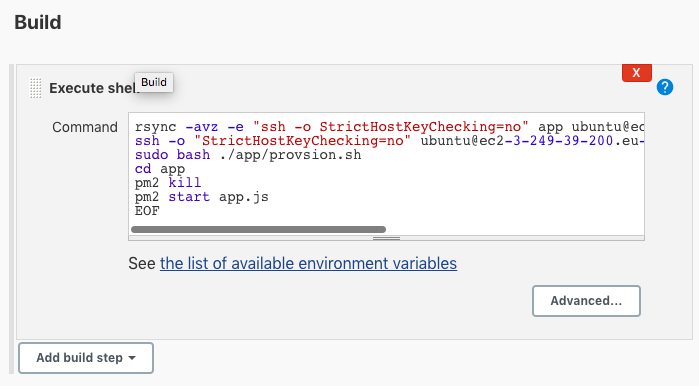 Build
X
Execute shel
Build
?
Command
rsync -avz -e "ssh -o StrictHostKeyChecking=no" app ubuntu@ec
ssh -o "StrictHostKeyChecking=no" ubuntu@ec2-3-249-39-200.eu-
sudo bash ./app/provsion.sh
cd app
pm2 kill
pm2 start app.js
EOF
See the list of available environment variables
Advanced...
Add build step